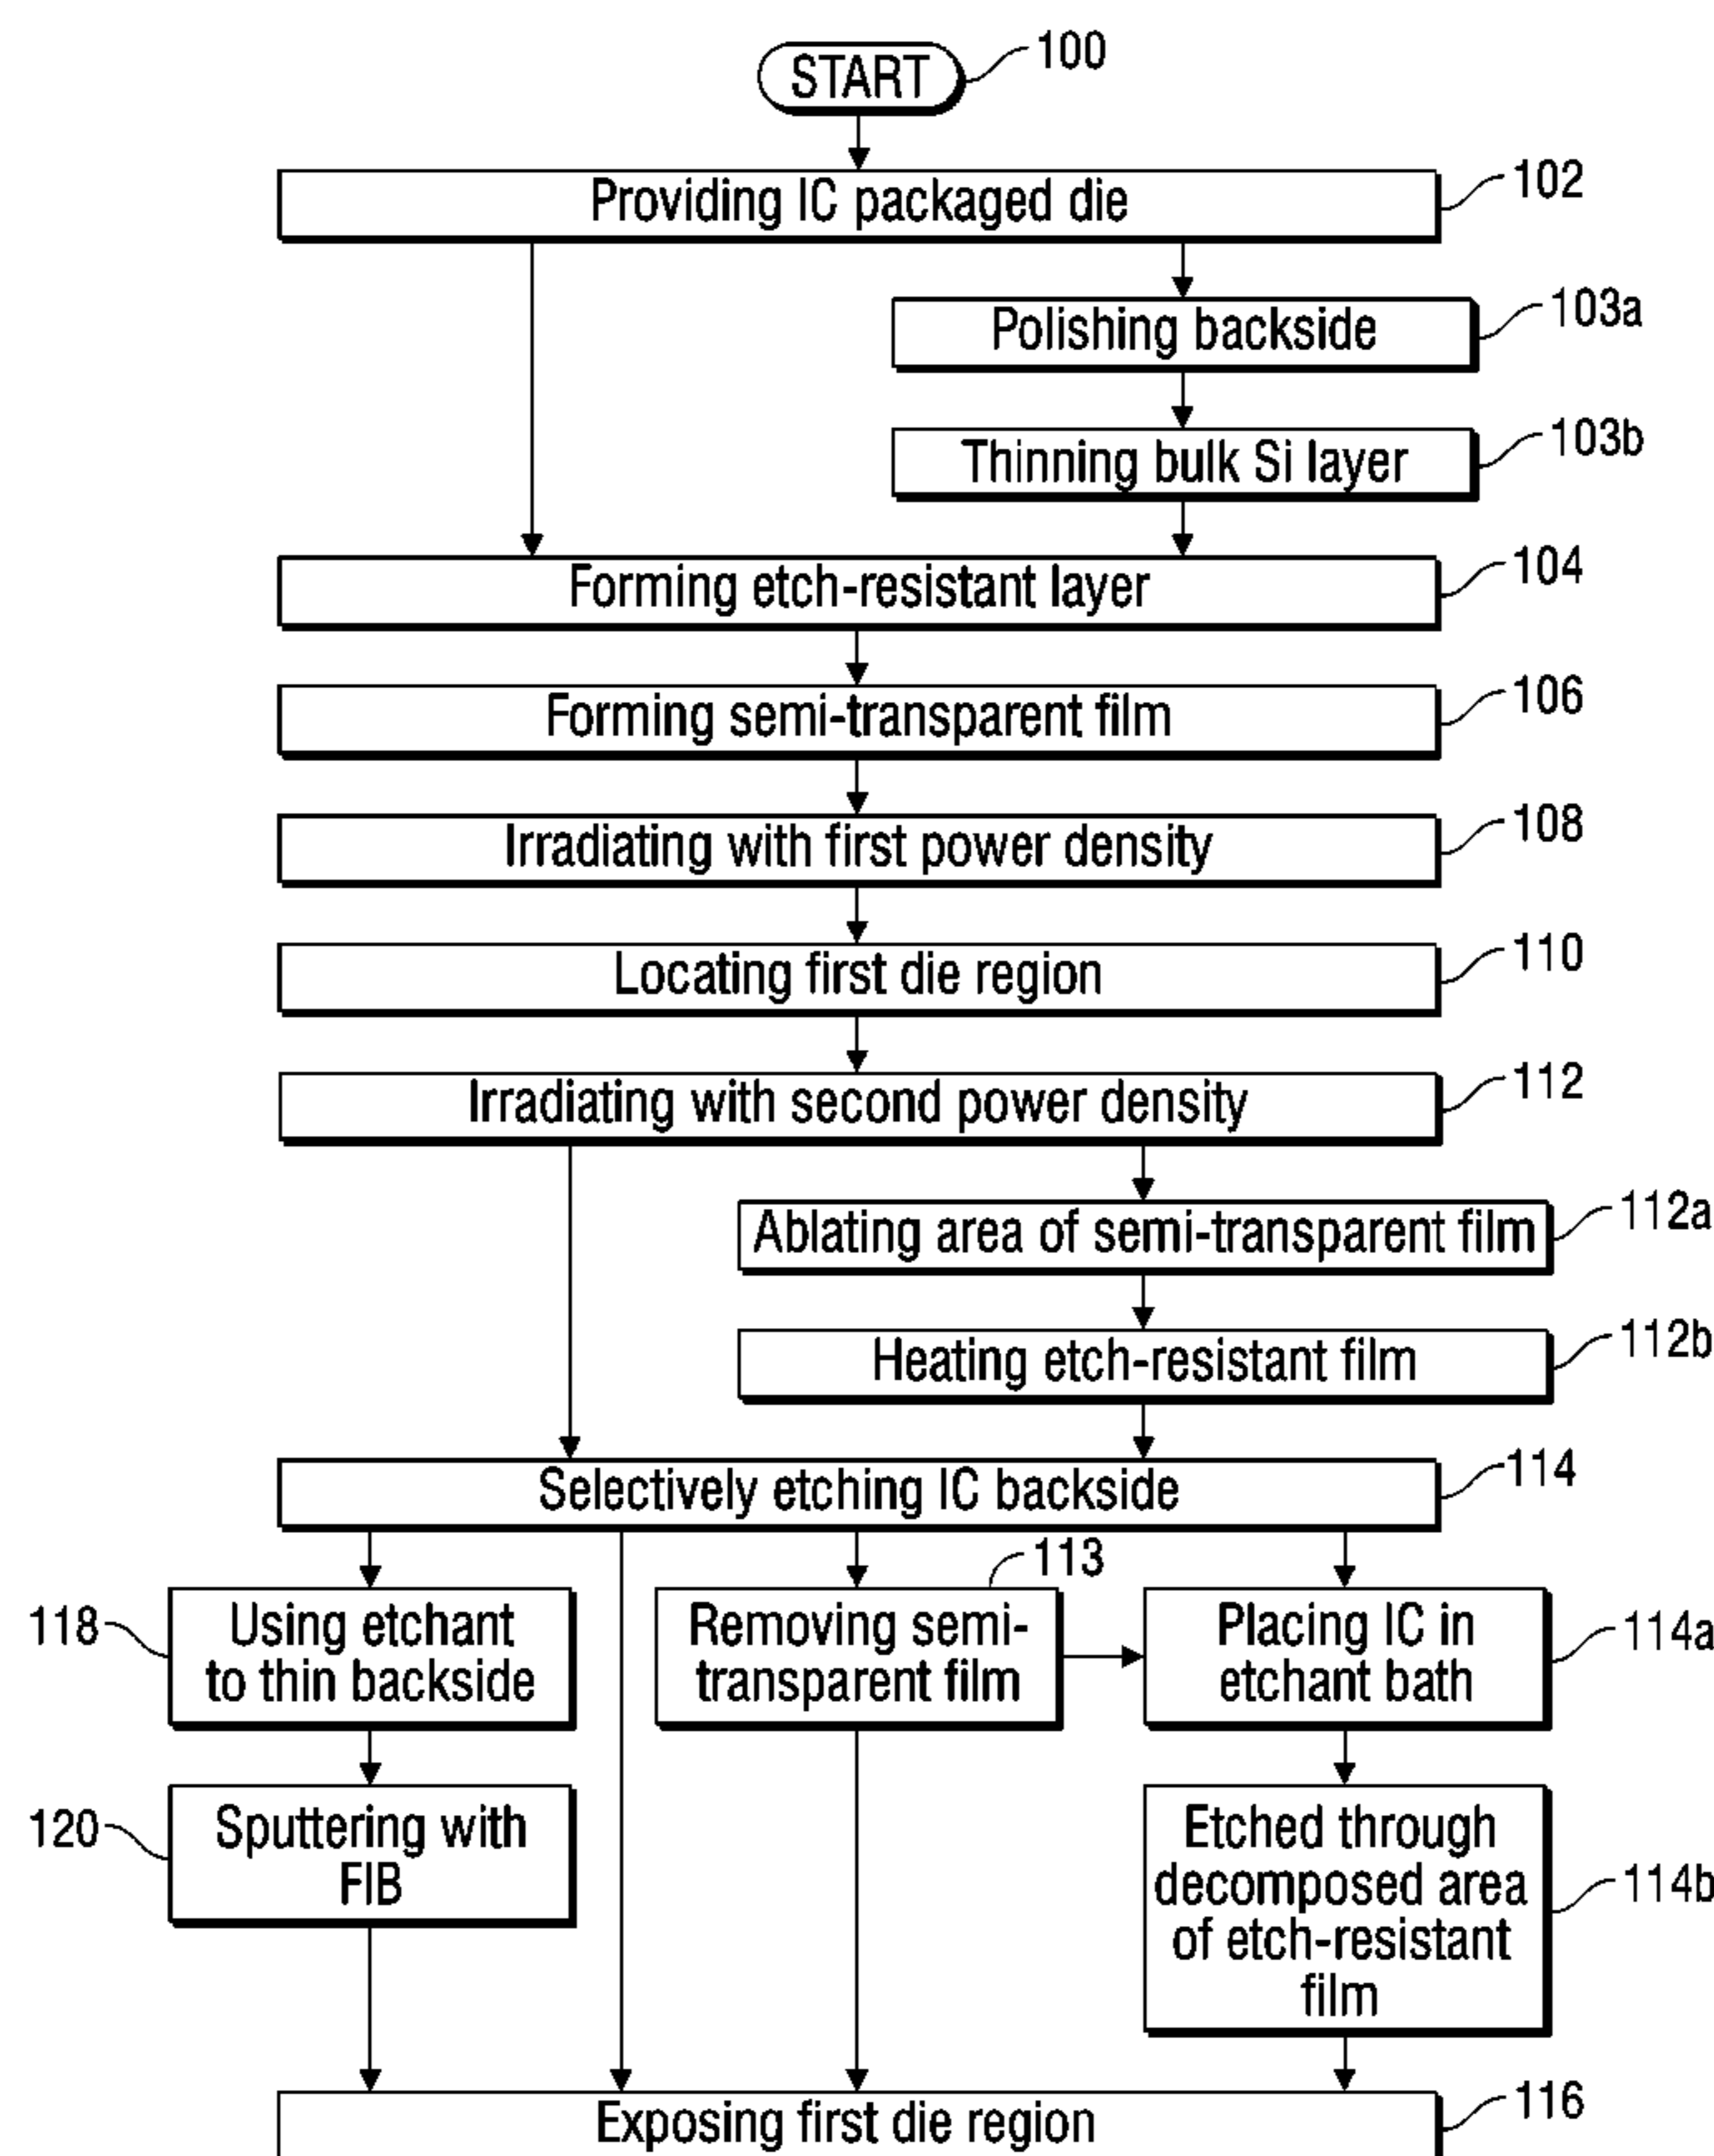 START
100
Providing IC packaged die
102
Polishing backside
103a
Thinning bulk Si layer
103b
Forming etch-resistant layer
104
Forming semi-transparent film
106
Irradiating with first power density
108
Locating first die region
110
Irradiating with second power density
112
Ablating area of semi-transparent film
112a
Heating etch-resistant film
112b
Selectively etching IC backside
114
118
Using etchant
to thin backside
113
Removing semi-
transparent film
Placing IC in
etchant bath
114a
120
Sputtering with
FIB
Etched through
decomposed area
of etch-resistant
film
114b
Exposing first die region
116